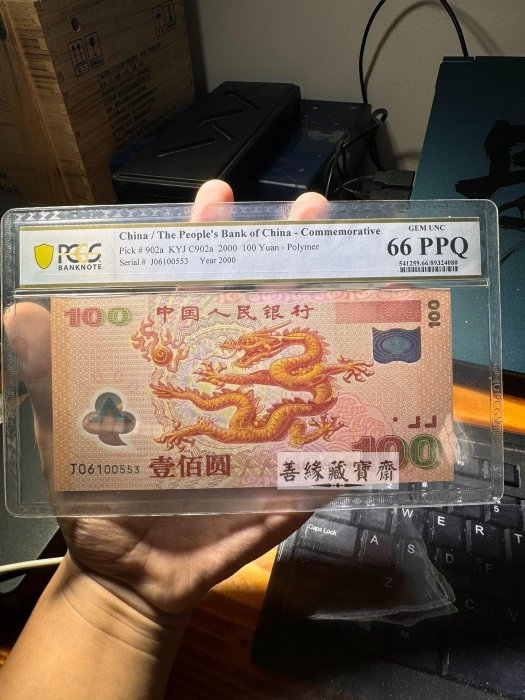 China / The People's Bank of China - Commemorative
GEM UNC
PCGS
BANKNOTE
Pick # 902a KYJ C902a 2000 100 Yuan - Polymer
66 PPQ
Serial # J06100553 Year 2000
541259.66/89324080
100
中国人民银行
100
J06100553
壹佰圆
100
善緣藏寶齋
Caps Lock
A
S
D
W
E
R
T
Z
C